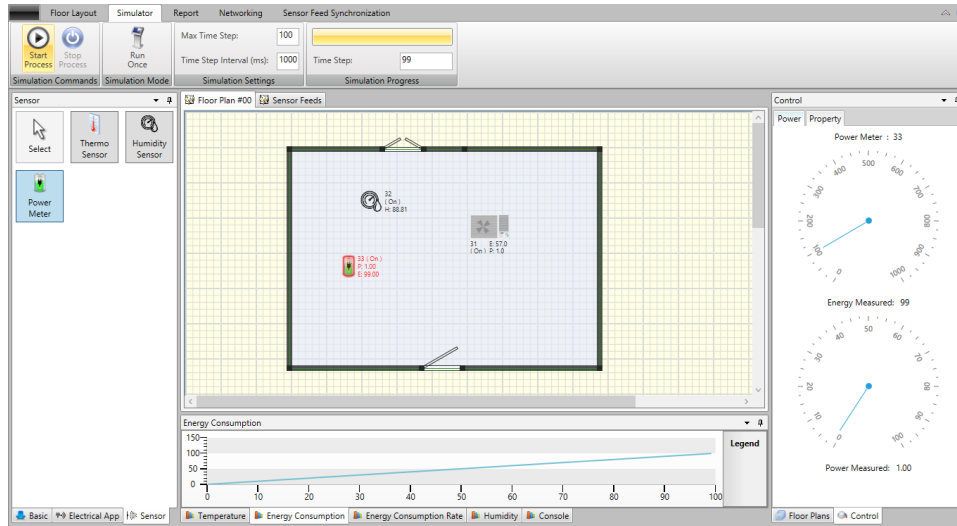 Floor Layout Simulator Report Networking Sensor Feed Synchronization
Start Process
Stop Process
Run Once
Max Time Step: 100
Time Step Interval (ms): 1000
Time Step: 99
Simulation Commands Simulation Mode Simulation Settings Simulation Progress
Sensor
Select
Thermo Sensor
Humidity Sensor
Power Meter
Floor Plan #00 Sensor Feeds
32
( On )
H: 88.81
31 E: 57.0
( On ) P: 1.0
33 ( On )
P: 1.00
E: 99.00
Energy Consumption
150
100
50
0
0 10 20 30 40 50 60 70 80 90 100
Legend
Control
Power Property
Power Meter : 33
0 100 200 300 400 500 600 700 800 900 1000
Energy Measured: 99
0 10 20 30 40 50 60 70 80 90 100
Power Measured: 1.00
Basic Electrical App Sensor
Temperature Energy Consumption Energy Consumption Rate Humidity Console
Floor Plans Control